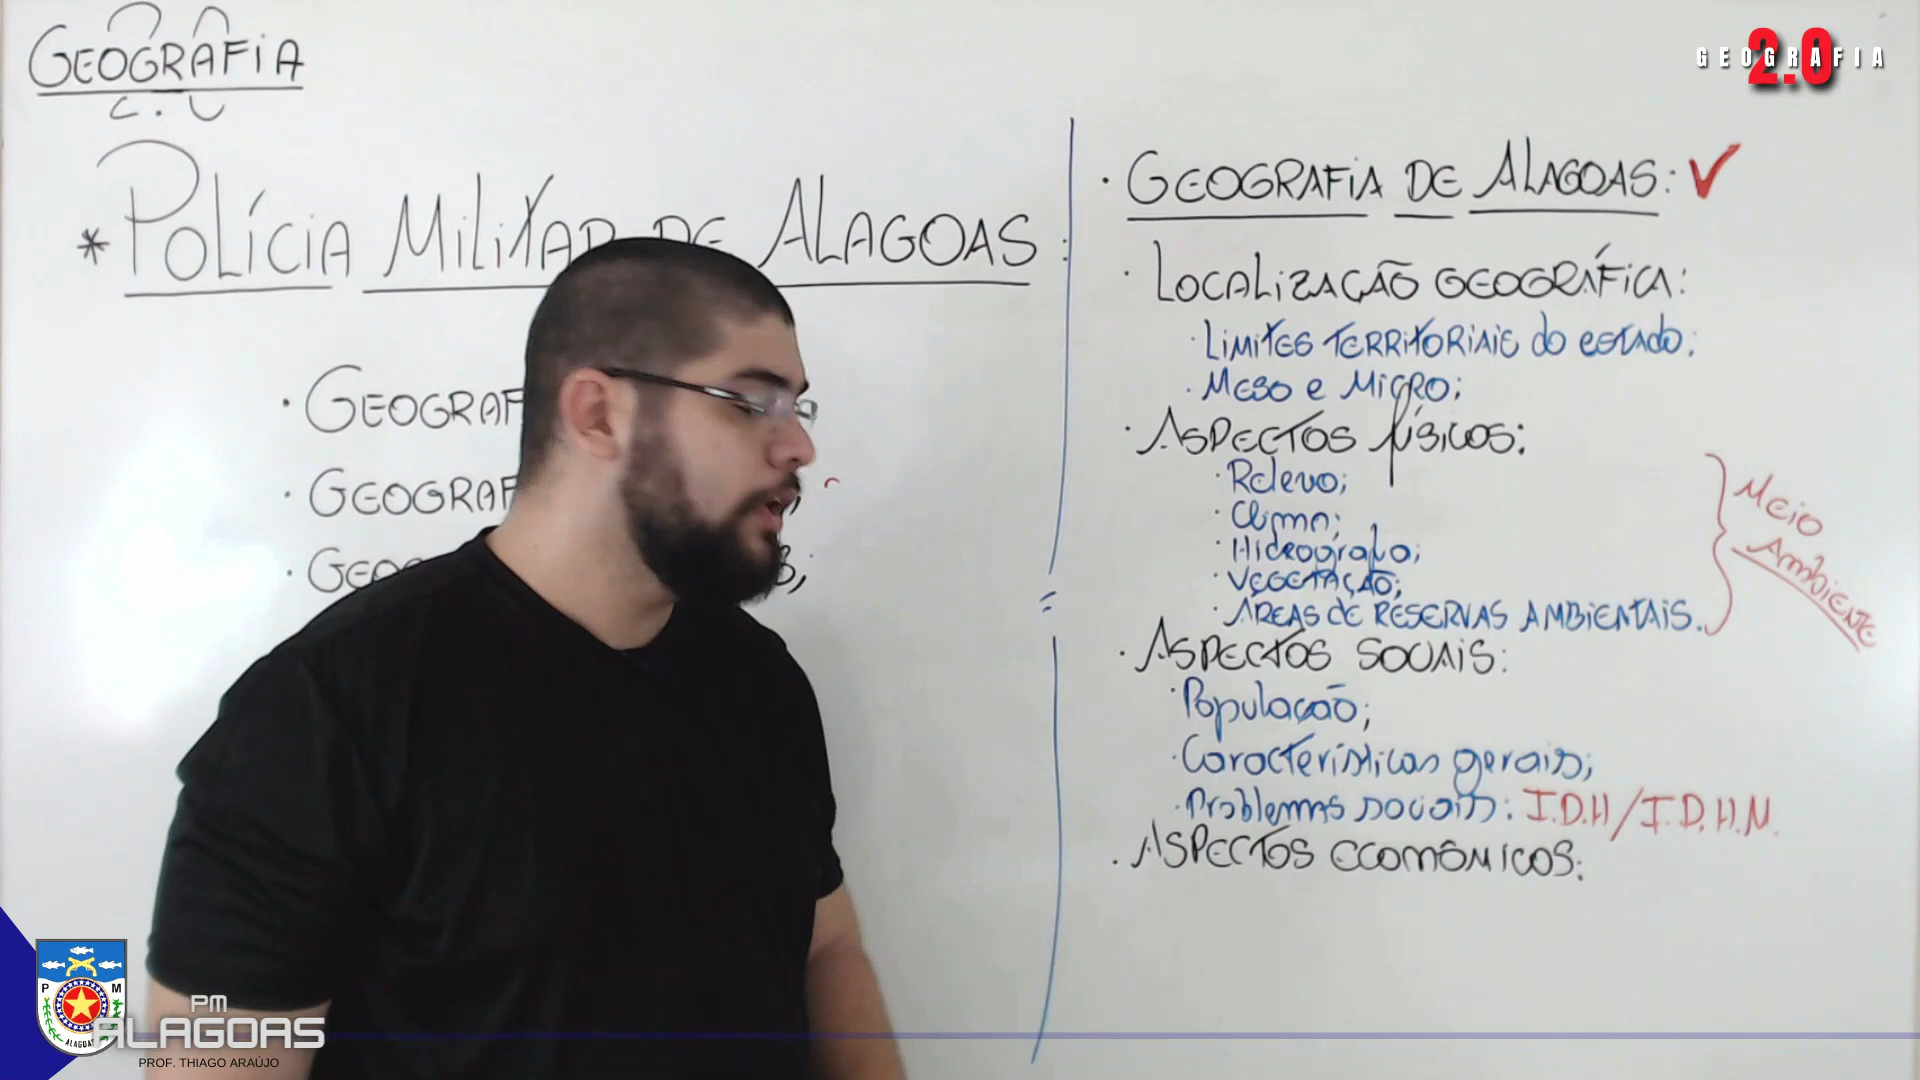 GEOGRAFIA
* POLÍCIA MILITAR DE ALAGOAS:
· GEOGRAF
· GEOGRAF
· GEOG
· GEOGRAFIA DE ALAGOAS: ✓
· LOCALIZAÇÃO GEOGRÁFICA:
· LIMITES TERRITORIAIS do estado;
· MESO e MICRO;
· ASPECTOS físicos:
· Relevo;
· Clima;
· Hidrografia;
· VEGETAÇÃO;
· ÁREAS DE RESERVAS AMBIENTAIS.
MEIO
AMBIENTE
· ASPECTOS SOCIAIS:
· População;
· Características gerais;
· Problemas sociais: I.D.H/I.D.H.M.
· ASPECTOS ECONÔMICOS:
GEOGRAFIA
2.0
P M
ALAGOAS
PM
ALAGOAS
PROF. THIAGO ARAÚJO